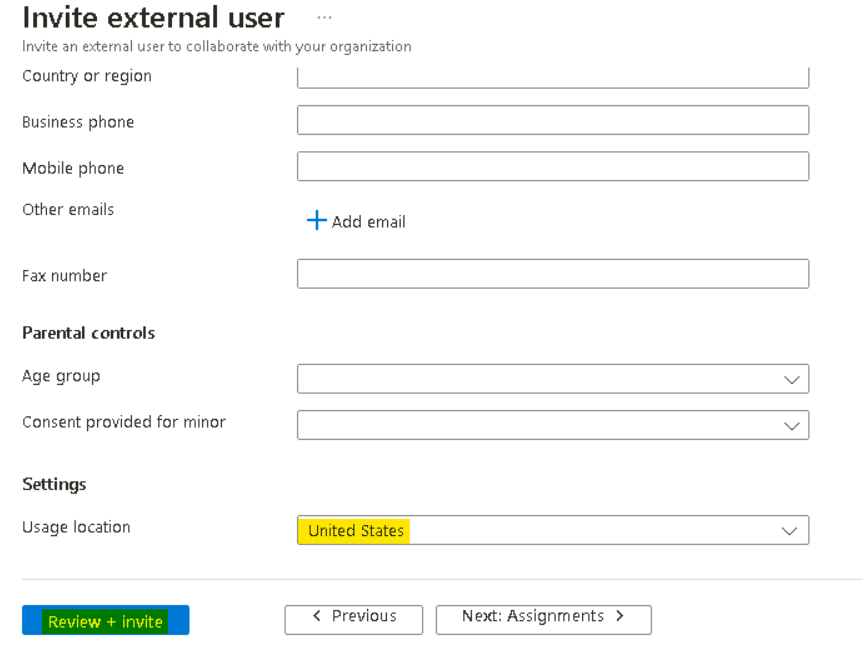 Invite external user ...
Invite an external user to collaborate with your organization
Country or region
Business phone
Mobile phone
Other emails
+ Add email
Fax number
Parental controls
Age group
Consent provided for minor
Settings
Usage location
United States
Review + invite
< Previous
Next: Assignments >